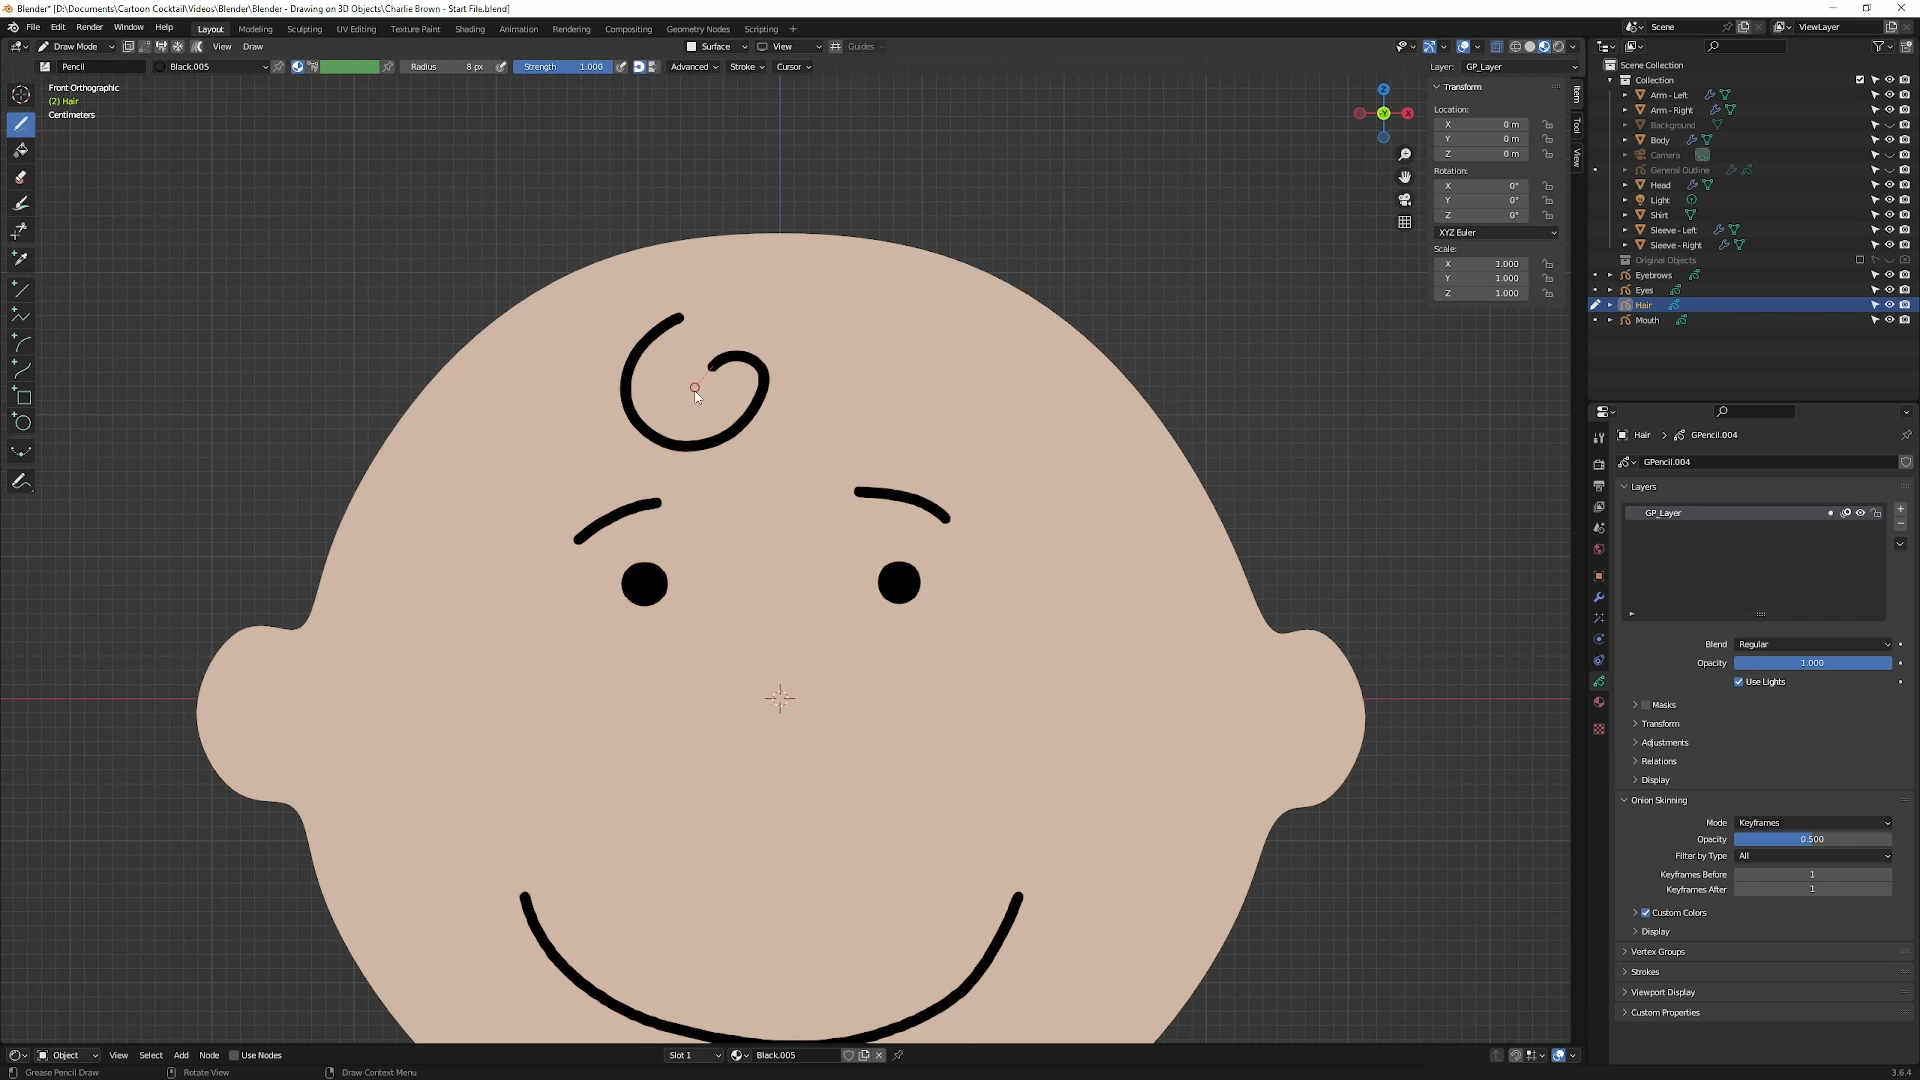 Blender* [D:\Documents\Cartoon Cocktail\Videos\Blender\Blender - Drawing on 3D Objects\Charlie Brown - Start File.blend]
File Edit Render Window Help Layout Modeling Sculpting UV Editing Texture Paint Shading Animation Rendering Compositing Geometry Nodes Scripting + Scene ViewLayer
Draw Mode View Draw Surface View Guides
Pencil Black.005 Radius 8 px Strength 1.000 Advanced Stroke Cursor Layer: GP_Layer
Front Orthographic
(2) Hair
Centimeters
Z
X
-Y
Transform
Location:
X 0 m
Y 0 m
Z 0 m
Rotation:
X 0°
Y 0°
Z 0°
XYZ Euler
Scale:
X 1.000
Y 1.000
Z 1.000
Item
Tool
View
Scene Collection
Collection
Arm - Left
Arm - Right
Background
Body
Camera
General Outline
Head
Light
Shirt
Sleeve - Left
Sleeve - Right
Original Objects
Eyebrows
Eyes
Hair
Mouth
Hair > GPencil.004
GPencil.004
Layers
GP_Layer
Blend Regular
Opacity 1.000
Use Lights
Masks
Transform
Adjustments
Relations
Display
Onion Skinning
Mode Keyframes
Opacity 0.500
Filter by Type All
Keyframes Before 1
Keyframes After 1
Custom Colors
Display
Vertex Groups
Strokes
Viewport Display
Custom Properties
Object View Select Add Node Use Nodes Slot 1 Black.005
Grease Pencil Draw Rotate View Draw Context Menu 3.6.4